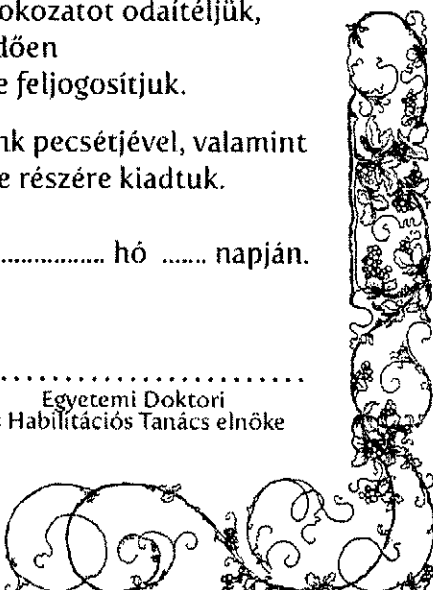 okozatot odaítéljük,
dően
e feljogosítjuk.
nk pecsétjével, valamint
e részére kiadtuk.
................. hó ....... napján.
..............................
Egyetemi Doktori
s Habilitációs Tanács elnöke